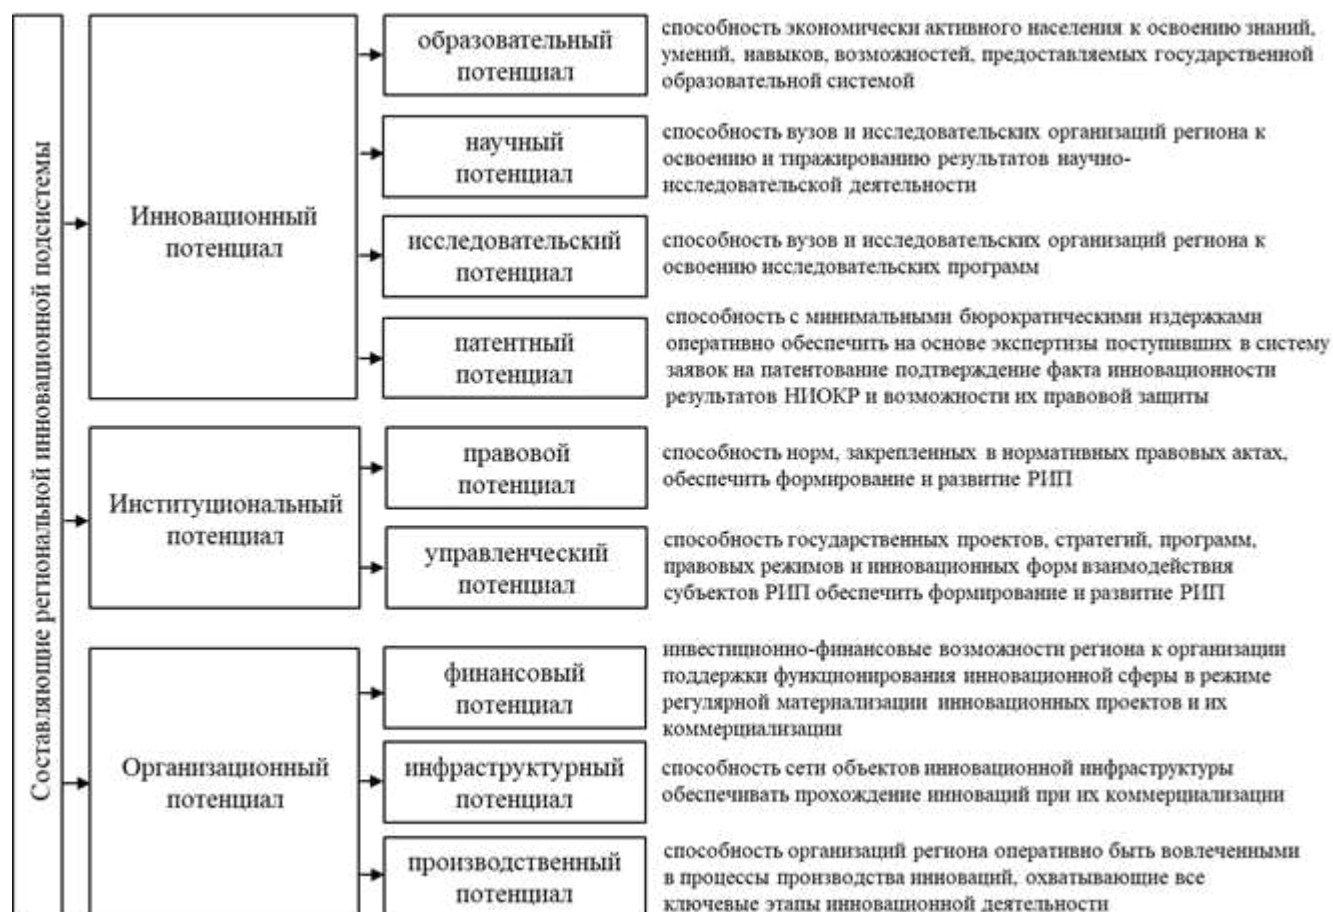 Составляющие региональной инновационной подсистемы
Инновационный
потенциал
образовательный
потенциал
способность экономически активного населения к освоению знаний,
умений, навыков, возможностей, предоставляемых государственной
образовательной системой
научный
потенциал
способность вузов и исследовательских организаций региона к
освоению и тиражированию результатов научно-
исследовательской деятельности
исследовательский
потенциал
способность вузов и исследовательских организаций региона к
освоению исследовательских программ
патентный
потенциал
способность с минимальными бюрократическими издержками
оперативно обеспечить на основе экспертизы поступивших в систему
заявок на патентование подтверждение факта инновационности
результатов НИОКР и возможности их правовой защиты
Институциональный
потенциал
правовой
потенциал
способность норм, закрепленных в нормативных правовых актах,
обеспечить формирование и развитие РИП
управленческий
потенциал
способность государственных проектов, стратегий, программ,
правовых режимов и инновационных форм взаимодействия
субъектов РИП обеспечить формирование и развитие РИП
Организационный
потенциал
финансовый
потенциал
инвестиционно-финансовые возможности региона к организации
поддержки функционирования инновационной сферы в режиме
регулярной материализации инновационных проектов и их
коммерциализации
инфраструктурный
потенциал
способность сети объектов инновационной инфраструктуры
обеспечивать прохождение инноваций при их коммерциализации
производственный
потенциал
способность организаций региона оперативно быть вовлеченными
в процессы производства инноваций, охватывающие все
ключевые этапы инновационной деятельности